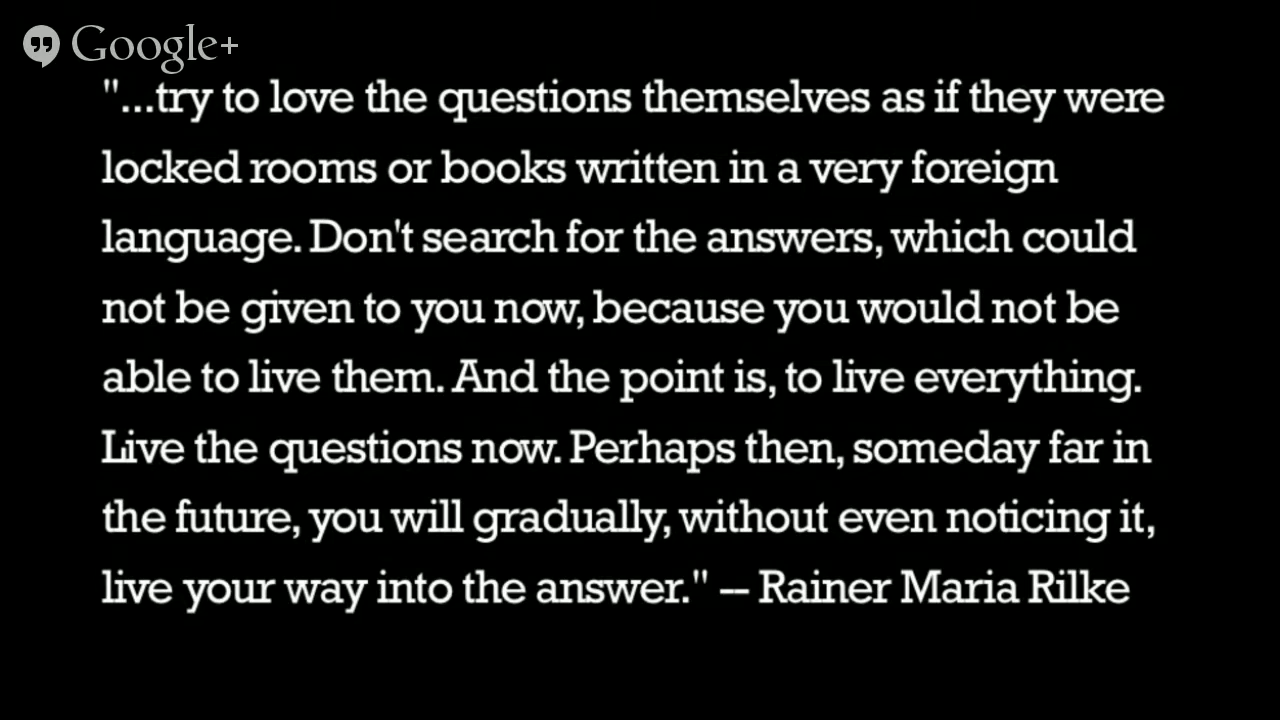 Google+
"...try to love the questions themselves as if they were
locked rooms or books written in a very foreign
language. Don't search for the answers, which could
not be given to you now, because you would not be
able to live them. And the point is, to live everything.
Live the questions now. Perhaps then, someday far in
the future, you will gradually, without even noticing it,
live your way into the answer." -- Rainer Maria Rilke